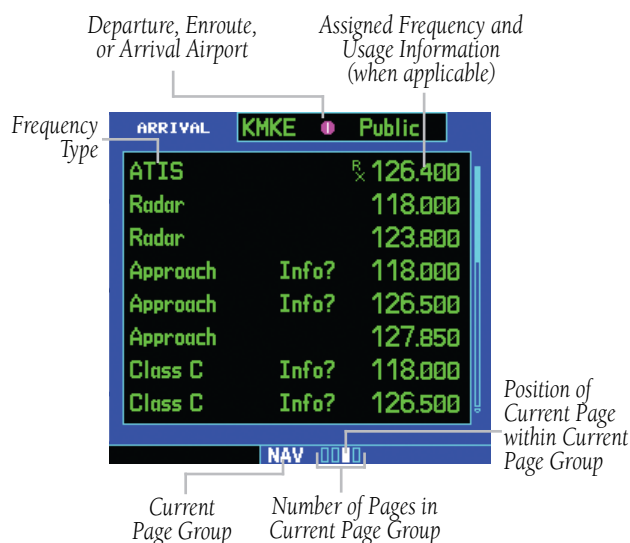 Departure, Enroute,
or Arrival Airport
Assigned Frequency and
Usage Information
(when applicable)
Frequency
Type
ARRIVAL KMKE Public
ATIS Rx 126.400
Radar 118.000
Radar 123.800
Approach Info? 118.000
Approach Info? 126.500
Approach 127.850
Class C Info? 118.000
Class C Info? 126.500
Position of
Current Page
within Current
Page Group
NAV
Current
Page Group
Number of Pages in
Current Page Group